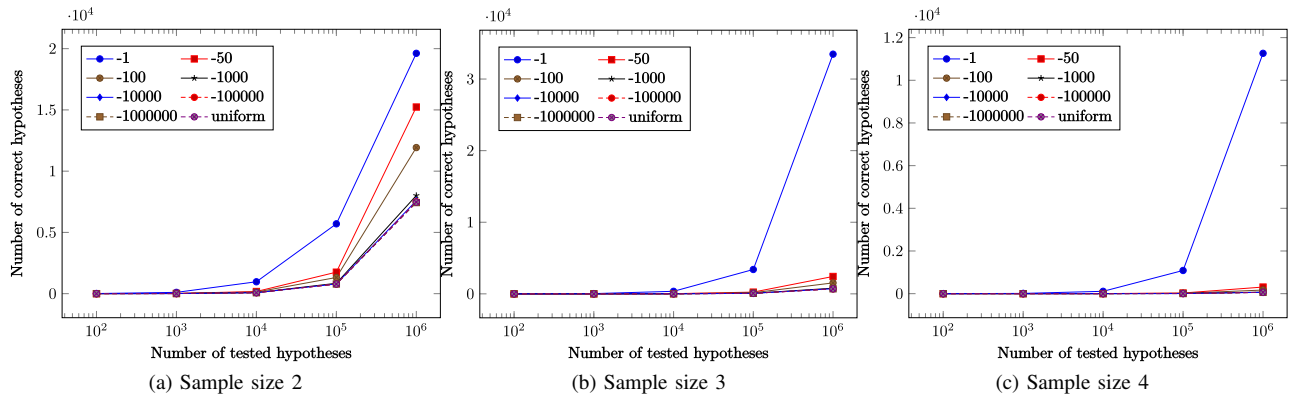 ·10^4
2
1.5
1
0.5
0
Number of correct hypotheses
-1 -50
-100 -1000
-10000 -100000
-1000000 uniform
10^2 10^3 10^4 10^5 10^6
Number of tested hypotheses
(a) Sample size 2
·10^4
3
2
1
0
Number of correct hypotheses
-1 -50
-100 -1000
-10000 -100000
-1000000 uniform
10^2 10^3 10^4 10^5 10^6
Number of tested hypotheses
(b) Sample size 3
·10^4
1.2
1
0.8
0.6
0.4
0.2
0
Number of correct hypotheses
-1 -50
-100 -1000
-10000 -100000
-1000000 uniform
10^2 10^3 10^4 10^5 10^6
Number of tested hypotheses
(c) Sample size 4